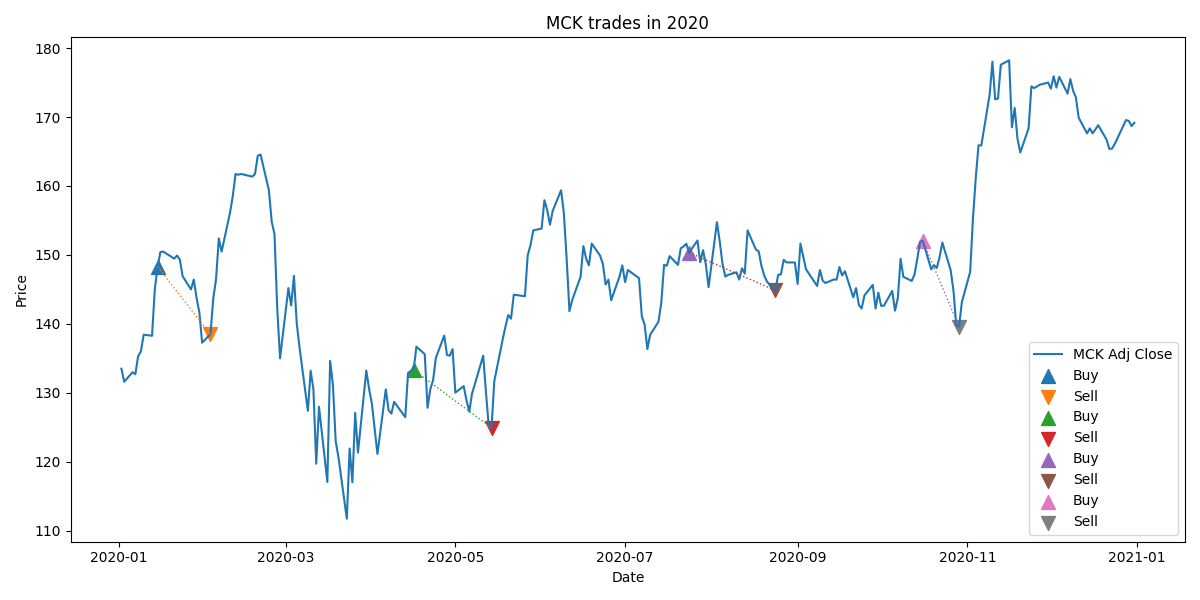 MCK trades in 2020
Price
180
170
160
150
140
130
120
110
2020-01
2020-03
2020-05
2020-07
2020-09
2020-11
2021-01
Date
MCK Adj Close
Buy
Sell
Buy
Sell
Buy
Sell
Buy
Sell